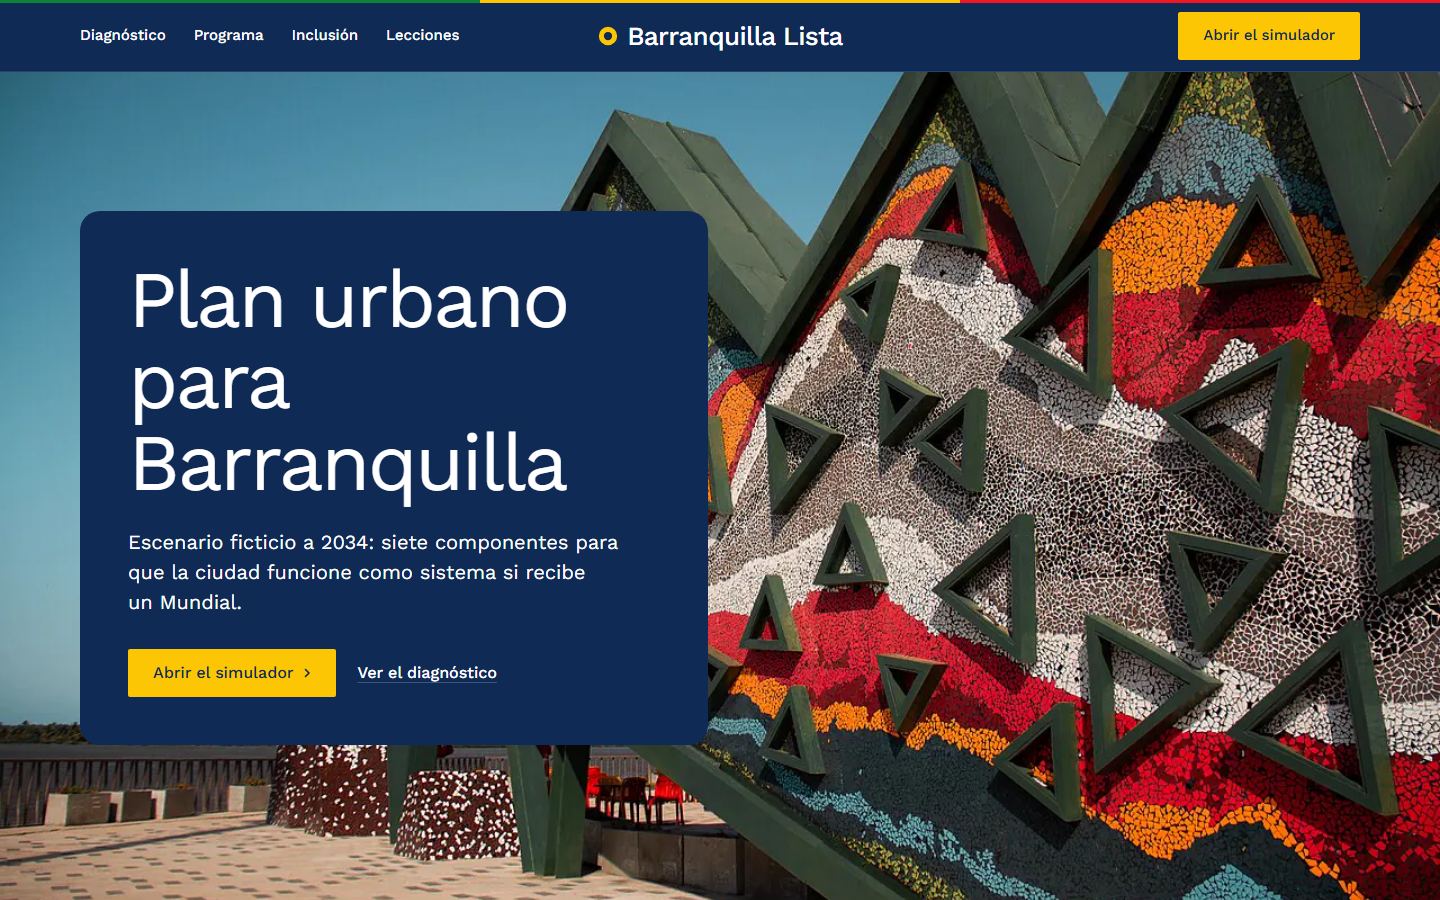 Diagnóstico Programa Inclusión Lecciones
Barranquilla Lista
Abrir el simulador
Plan urbano
para
Barranquilla
Escenario ficticio a 2034: siete componentes para
que la ciudad funcione como sistema si recibe
un Mundial.
Abrir el simulador
Ver el diagnóstico